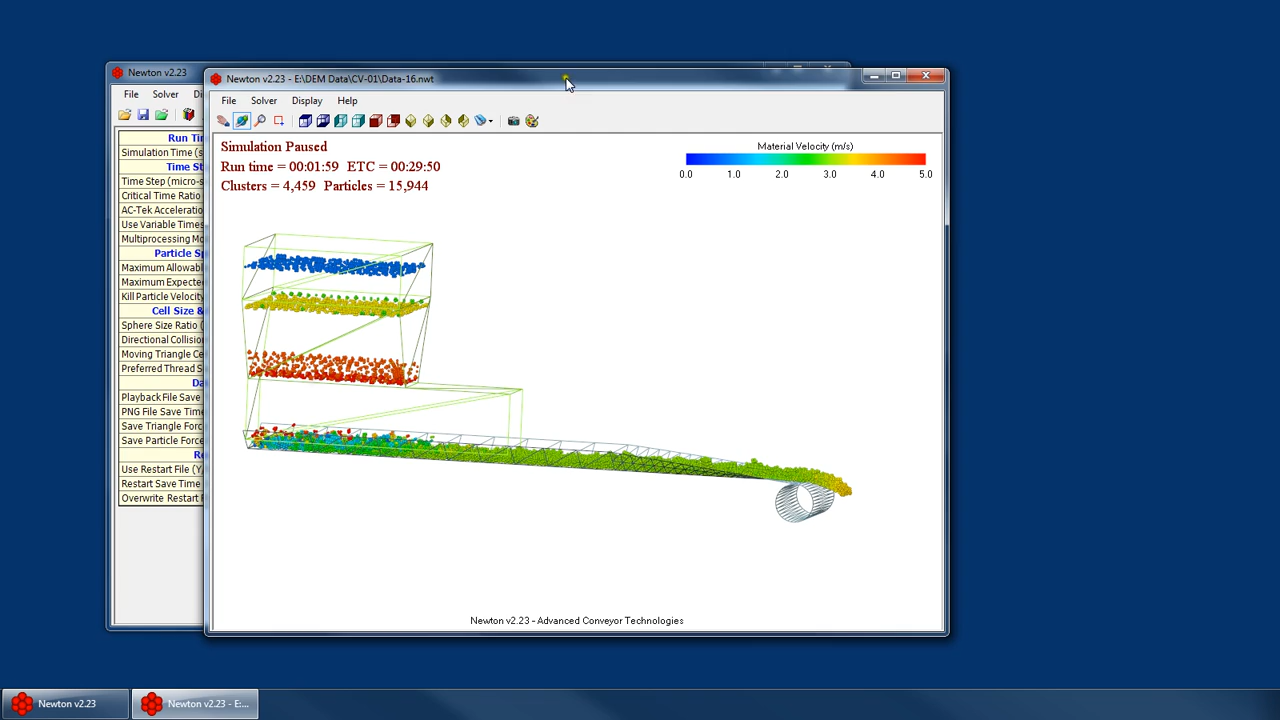 Newton v2.23
File Solver
Run Ti
Simulation Time (s
Time St
Time Step (micro-s
Critical Time Ratio
AC-Tek Acceleratio
Use Variable Times
Multiprocessing Mo
Particle Sp
Maximum Allowab
Maximum Expecte
Kill Particle Velocity
Cell Size &
Sphere Size Ratio (
Directional Collisio
Moving Triangle Ce
Preferred Thread S
Da
Playback File Save
PNG File Save Time
Save Triangle Forc
Save Particle Force
Re
Use Restart File (Y
Restart Save Time
Overwrite Restart F
Newton v2.23 - E:\DEM Data\CV-01\Data-16.nwt
File Solver Display Help
Simulation Paused
Run time = 00:01:59 ETC = 00:29:50
Clusters = 4,459 Particles = 15,944
Material Velocity (m/s)
0.0 1.0 2.0 3.0 4.0 5.0
Newton v2.23 - Advanced Conveyor Technologies
Newton v2.23
Newton v2.23 - E:...